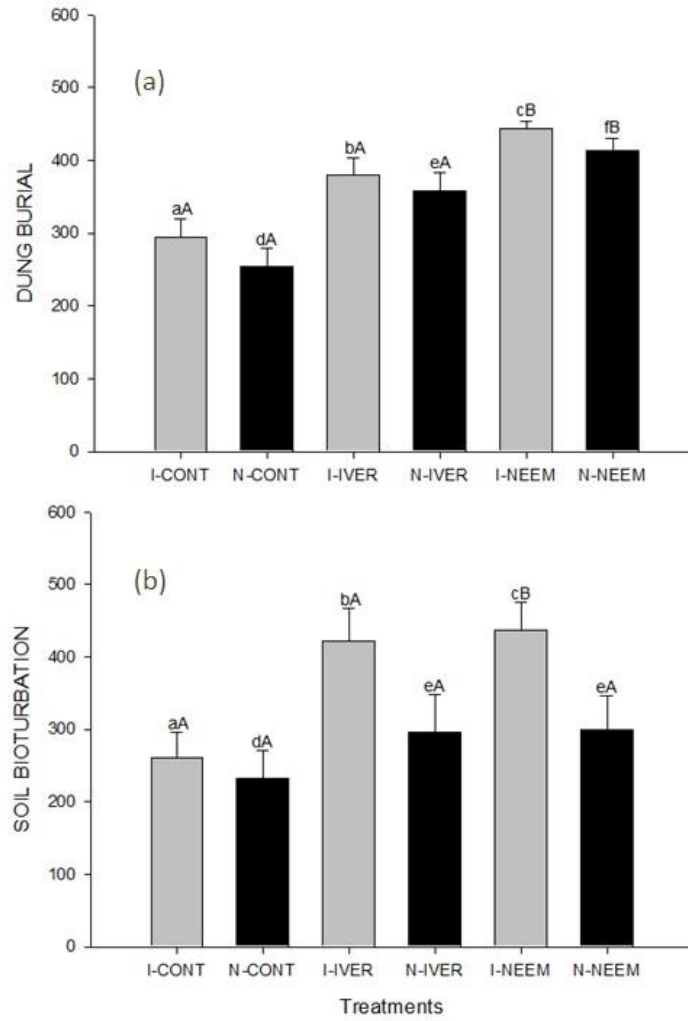 600
(a)
500
cB
fB
400
bA
eA
DUNG BURIAL
300
aA
dA
200
100
0
I-CONT N-CONT I-IVER N-IVER I-NEEM N-NEEM
600
(b)
500
bA
cB
400
SOIL BIOTURBATION
eA
eA
300
aA
dA
200
100
0
I-CONT N-CONT I-IVER N-IVER I-NEEM N-NEEM
Treatments